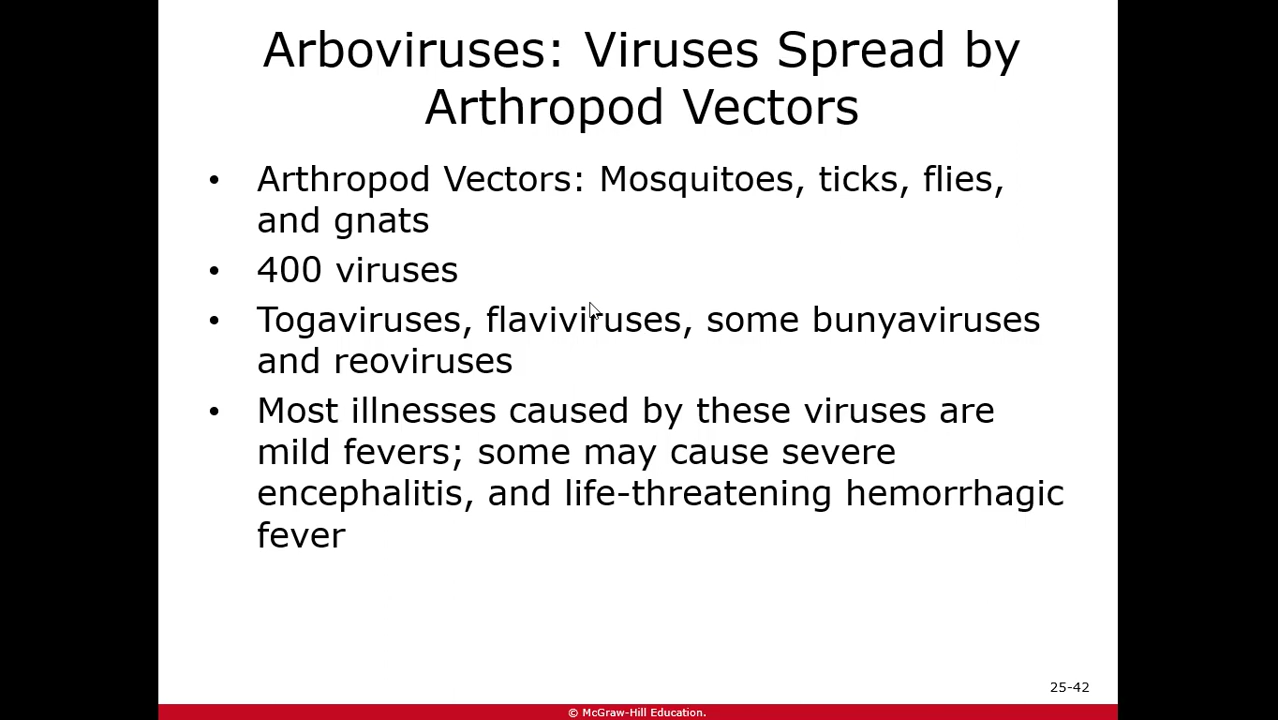 Arboviruses: Viruses Spread by
Arthropod Vectors
• Arthropod Vectors: Mosquitoes, ticks, flies,
and gnats
• 400 viruses
• Togaviruses, flaviviruses, some bunyaviruses
and reoviruses
• Most illnesses caused by these viruses are
mild fevers; some may cause severe
encephalitis, and life-threatening hemorrhagic
fever
25-42
© McGraw-Hill Education.